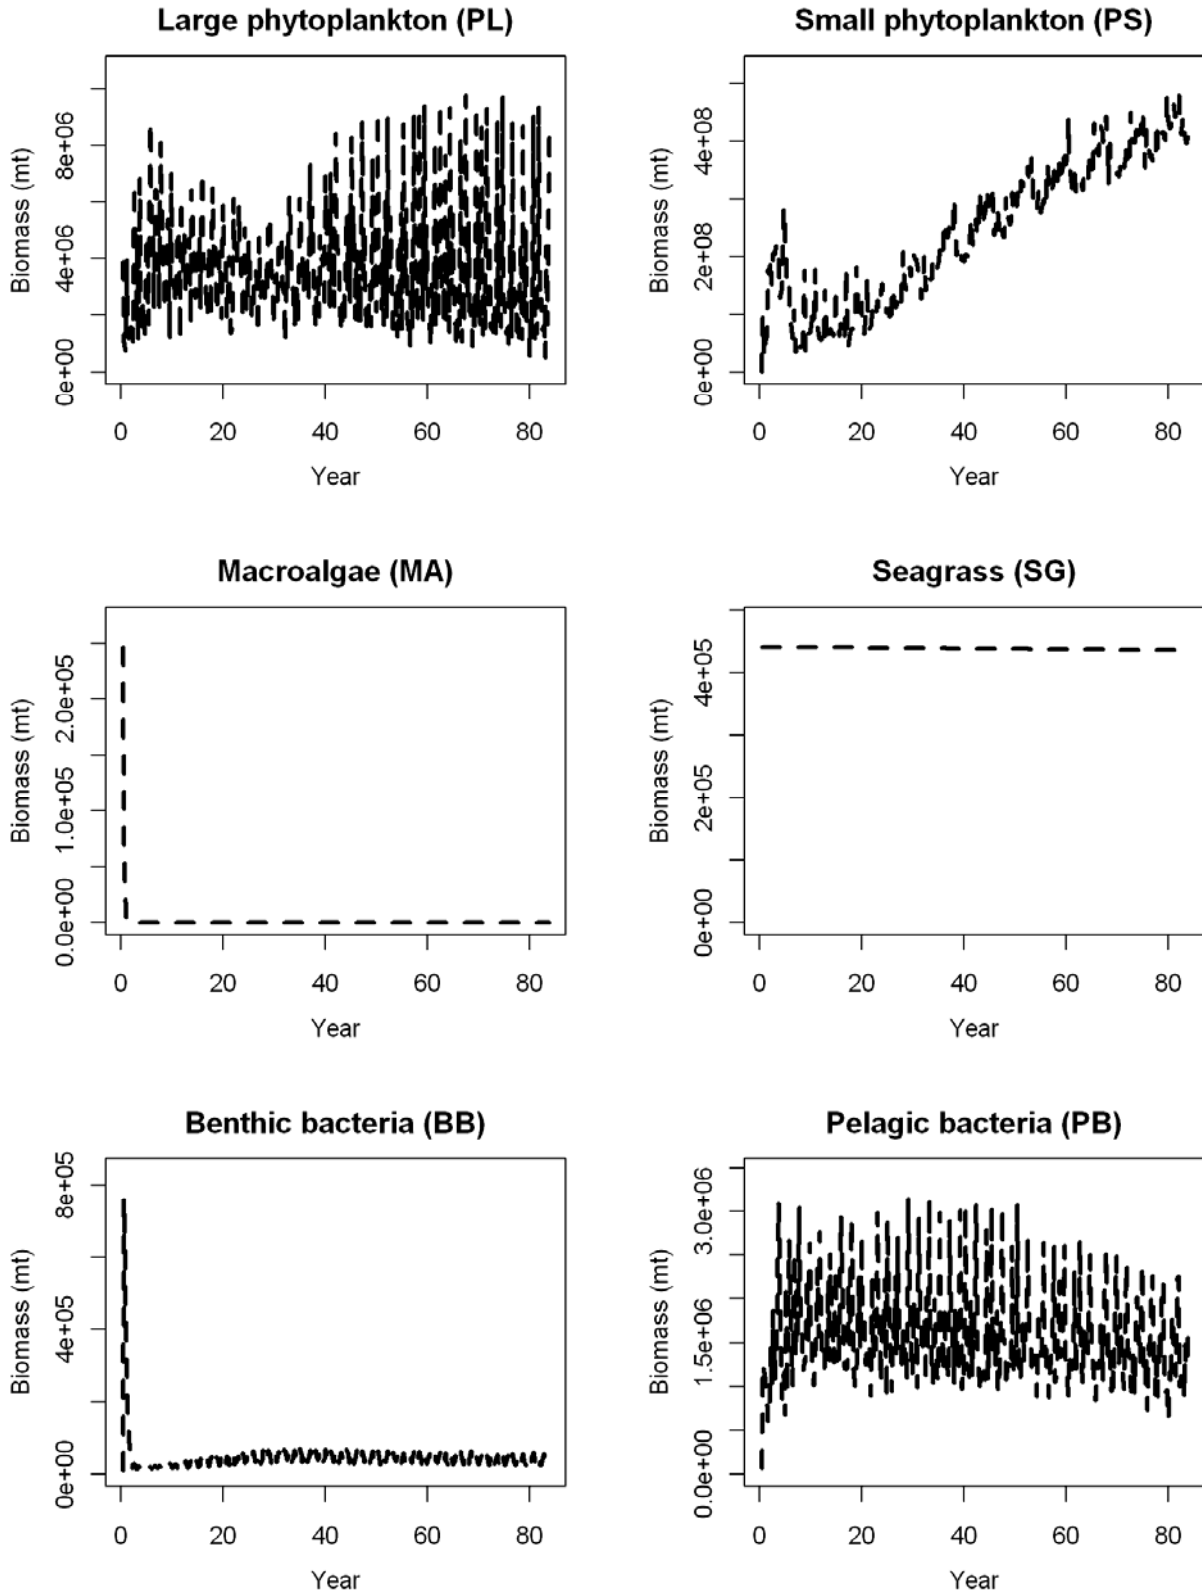 Large phytoplankton (PL)
Biomass (mt)
0e+00 4e+06 8e+06
0 20 40 60 80
Year
Small phytoplankton (PS)
Biomass (mt)
0e+00 2e+08 4e+08
0 20 40 60 80
Year
Macroalgae (MA)
Biomass (mt)
0.0e+00 1.0e+05 2.0e+05
0 20 40 60 80
Year
Seagrass (SG)
Biomass (mt)
0e+00 2e+05 4e+05
0 20 40 60 80
Year
Benthic bacteria (BB)
Biomass (mt)
0e+00 4e+05 8e+05
0 20 40 60 80
Year
Pelagic bacteria (PB)
Biomass (mt)
0.0e+00 1.5e+06 3.0e+06
0 20 40 60 80
Year